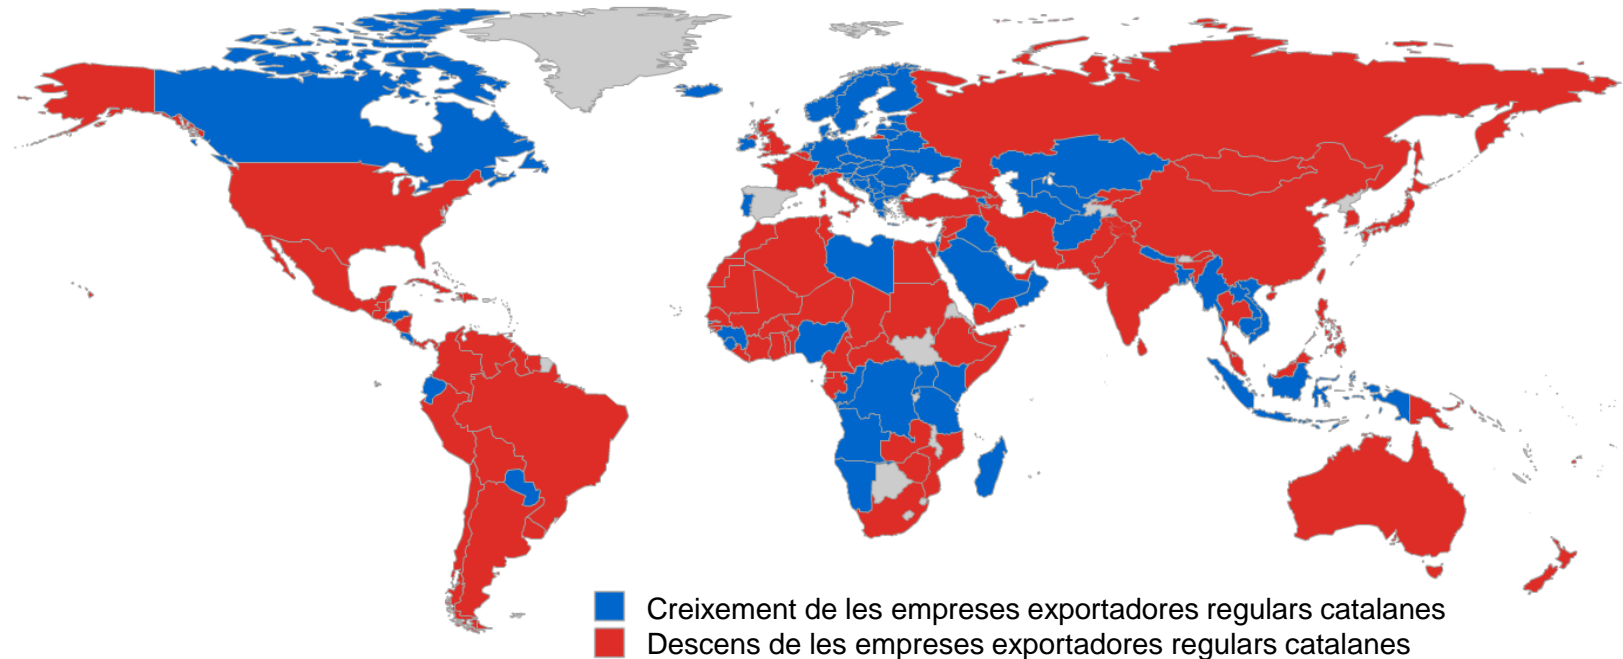 Creixement de les empreses exportadores regulars catalanes
Descens de les empreses exportadores regulars catalanes